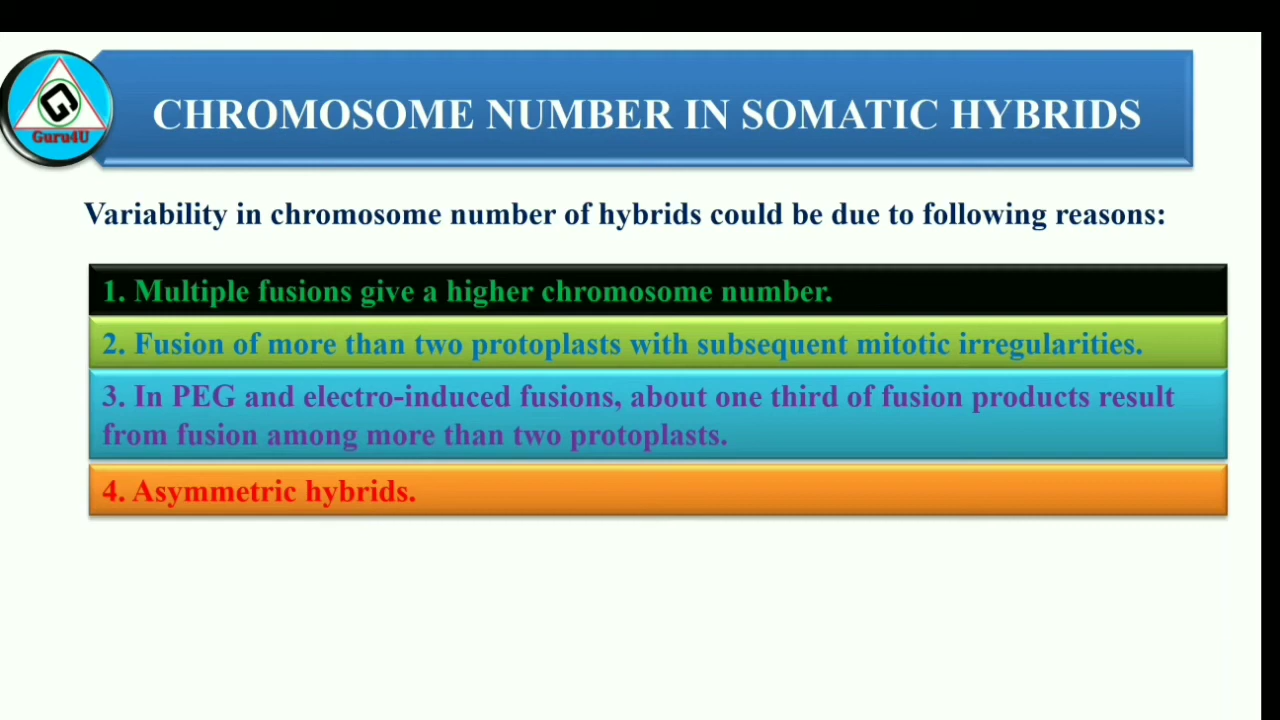 Guru4U
CHROMOSOME NUMBER IN SOMATIC HYBRIDS
Variability in chromosome number of hybrids could be due to following reasons:
1. Multiple fusions give a higher chromosome number.
2. Fusion of more than two protoplasts with subsequent mitotic irregularities.
3. In PEG and electro-induced fusions, about one third of fusion products result
from fusion among more than two protoplasts.
4. Asymmetric hybrids.